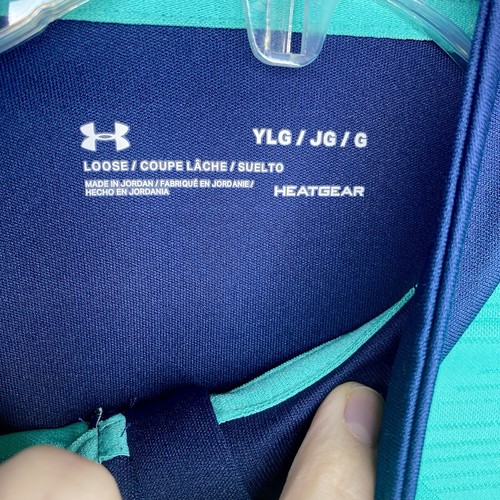 YLG / JG / G
LOOSE / COUPE LÂCHE / SUELTO
MADE IN JORDAN / FABRIQUÉ EN JORDANIE /
HECHO EN JORDANIA
HEATGEAR